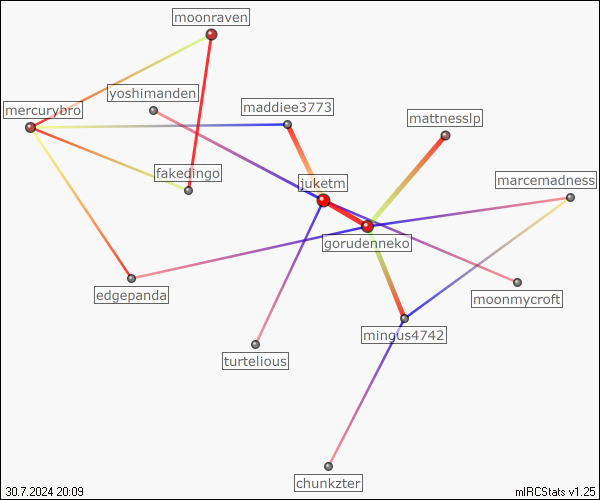 moonraven
yoshimanden
mercurybro
maddiee3773
mattnesslp
fakedingo
juketm
marcemadness
gorudenneko
edgepanda
moonmycroft
mingus4742
turtelious
chunkzter
30.7.2024 20:09
mIRCStats v1.25